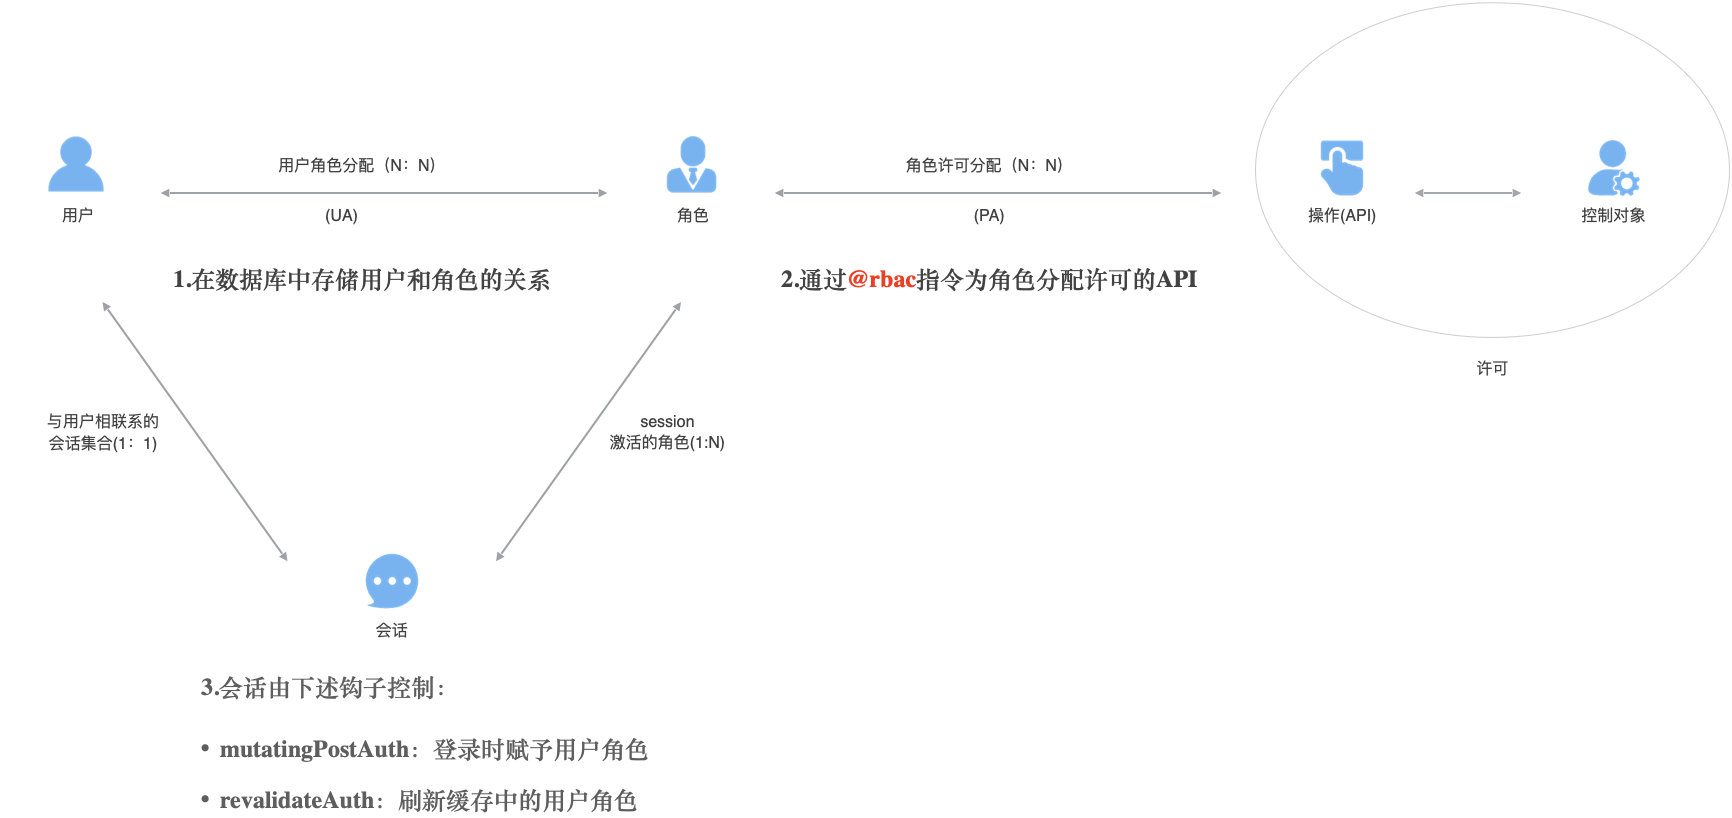 用户角色分配（N：N）
(UA)
用户
角色
角色许可分配（N：N）
(PA)
操作(API)
控制对象
许可
1.在数据库中存储用户和角色的关系
2.通过@rbac指令为角色分配许可的API
与用户相联系的
会话集合(1：1)
session
激活的角色(1:N)
会话
3.会话由下述钩子控制：
• mutatingPostAuth：登录时赋予用户角色
• revalidateAuth：刷新缓存中的用户角色